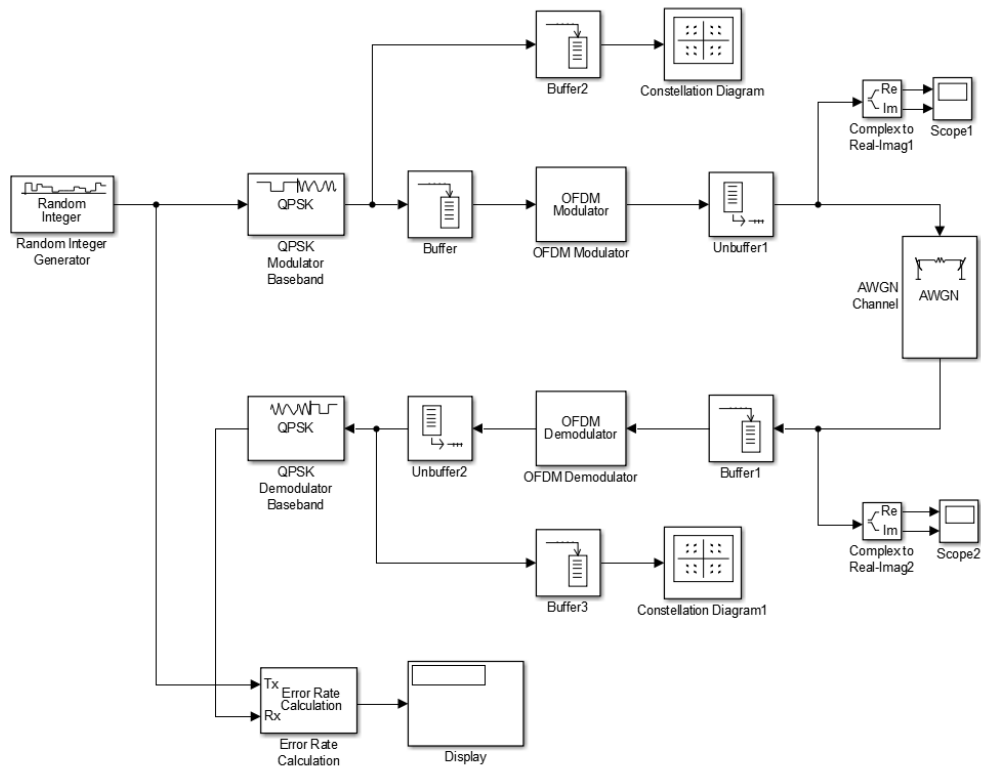 Buffer2
Constellation Diagram
Re
Im
Complex to
Real-Imag1
Scope1
Random
Integer
Random Integer
Generator
QPSK
QPSK
Modulator
Baseband
Buffer
OFDM
Modulator
OFDM Modulator
Unbuffer1
AWGN
Channel
AWGN
QPSK
QPSK
Demodulator
Baseband
Unbuffer2
OFDM
Demodulator
OFDM Demodulator
Buffer1
Re
Im
Complex to
Real-Imag2
Scope2
Buffer3
Constellation Diagram1
Tx
Rx
Error Rate
Calculation
Error Rate
Calculation
Display